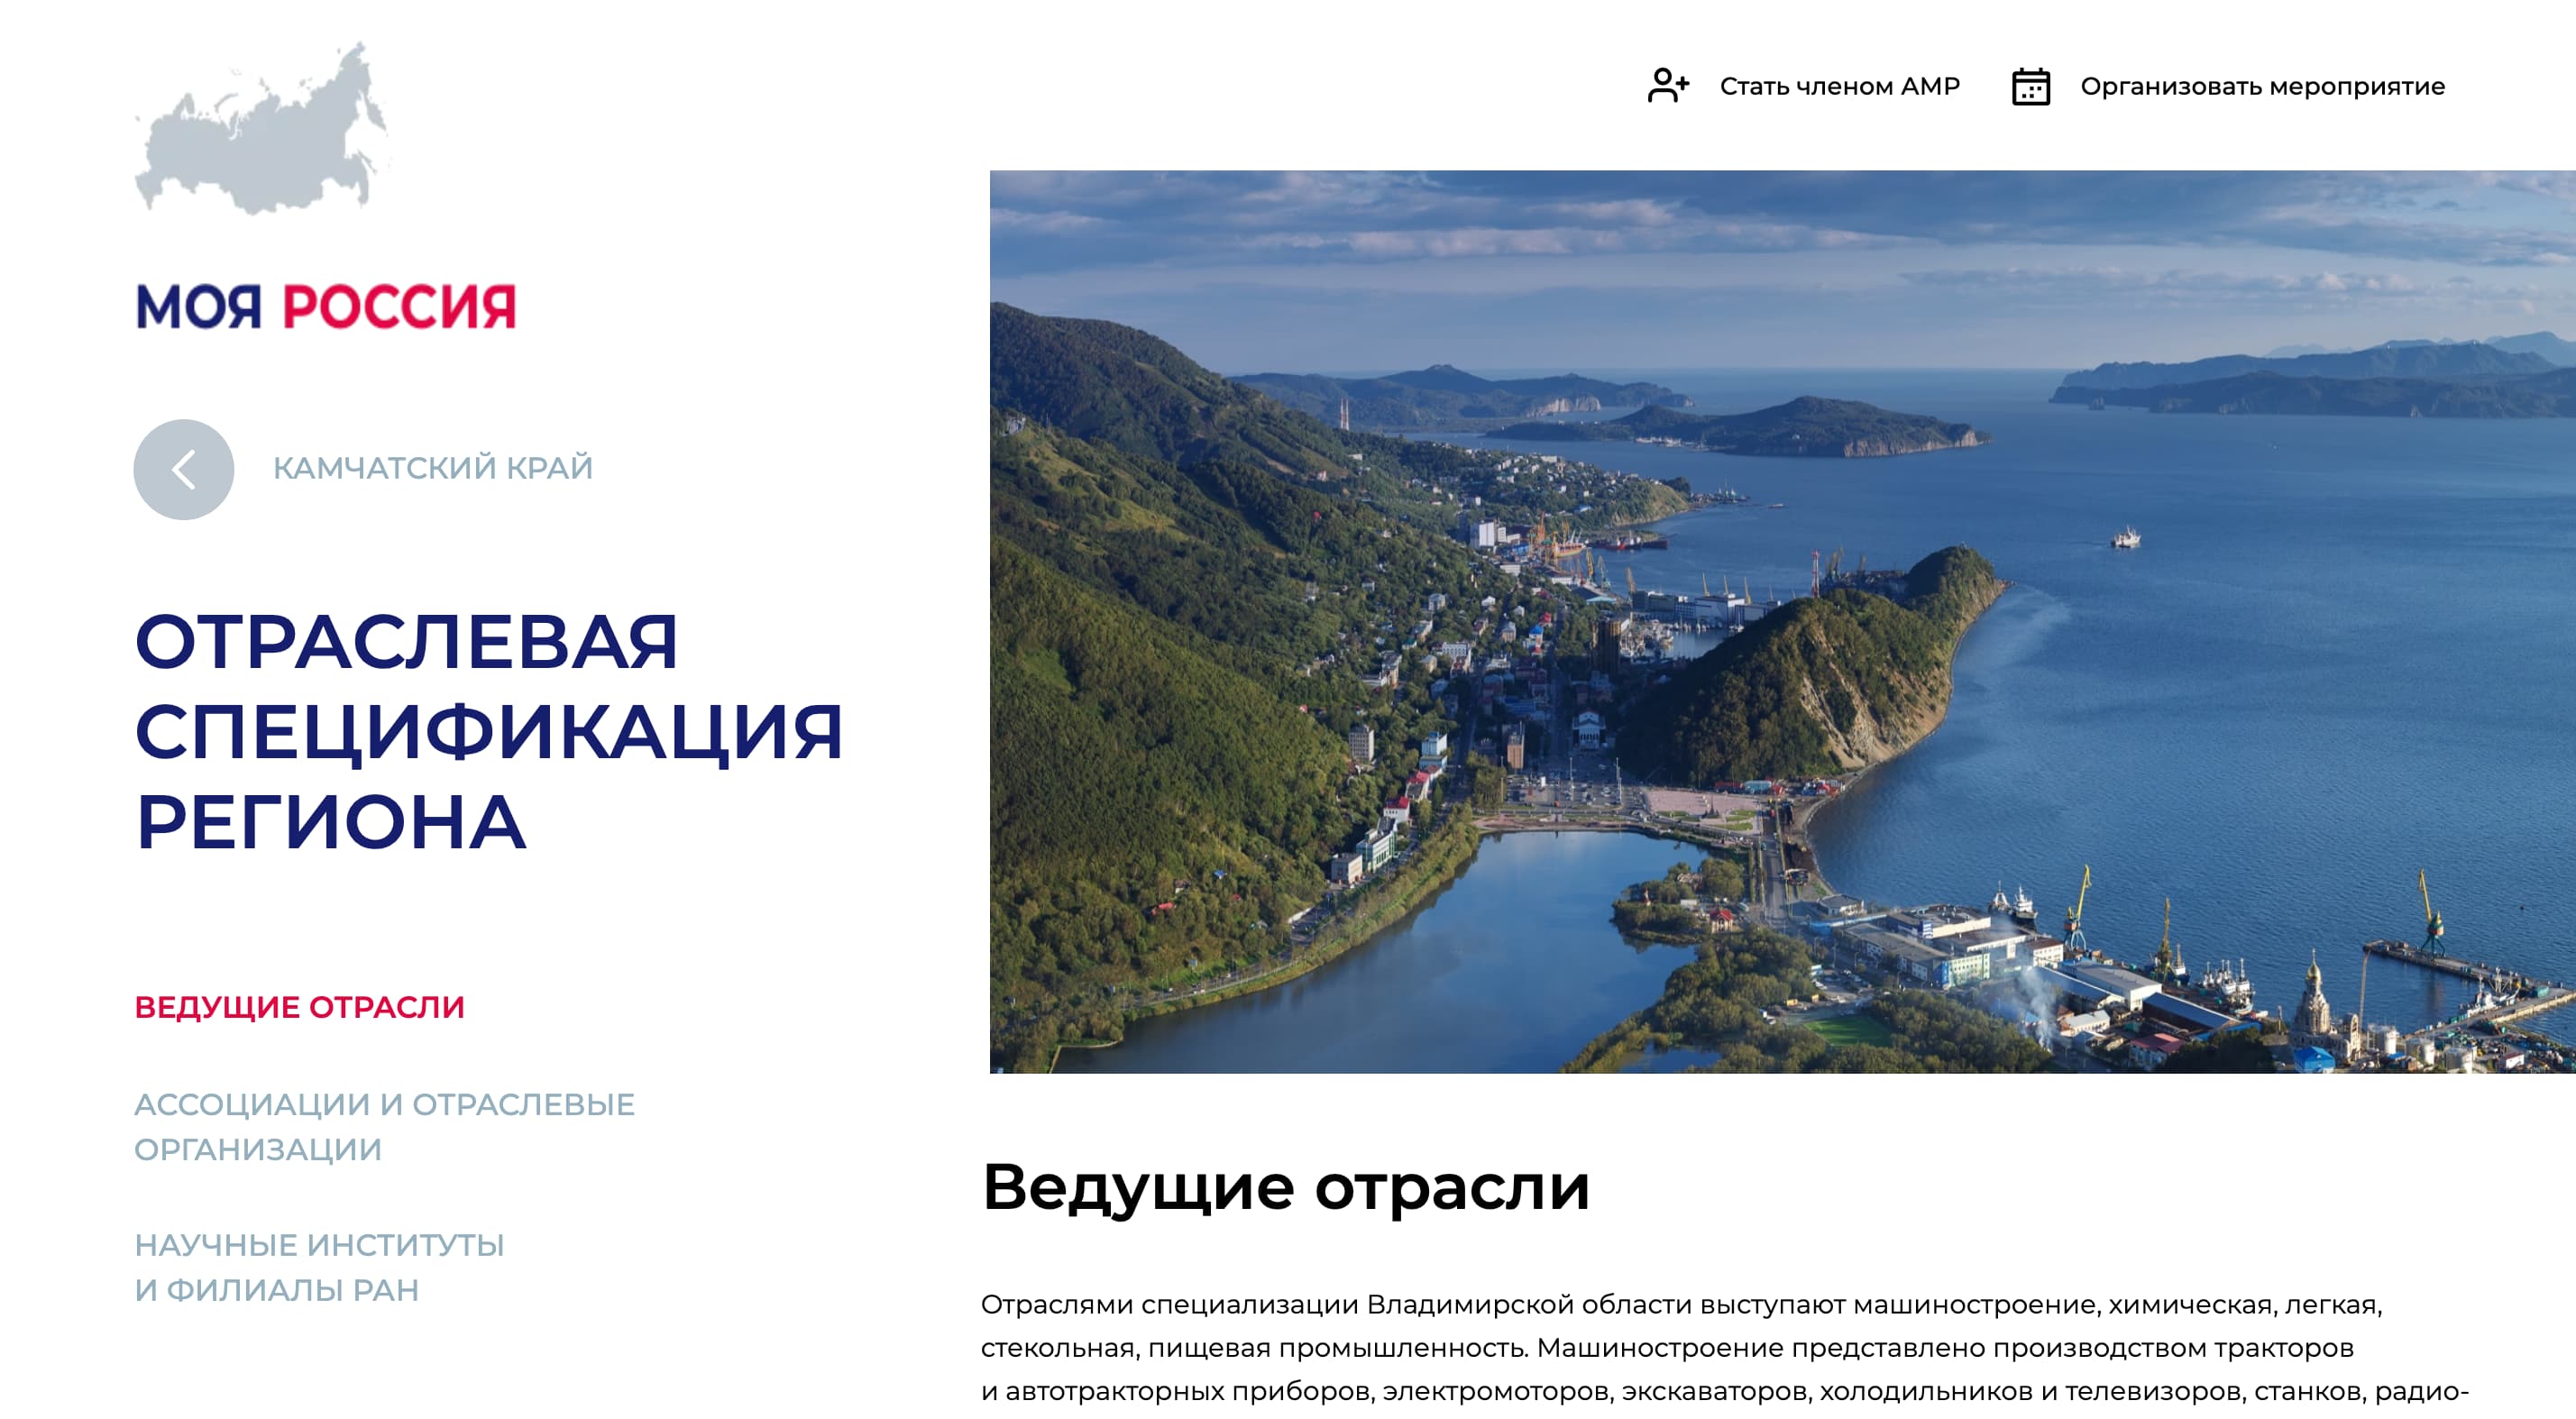 Стать членом АМР
Организовать мероприятие
МОЯ РОССИЯ
КАМЧАТСКИЙ КРАЙ
ОТРАСЛЕВАЯ
СПЕЦИФИКАЦИЯ
РЕГИОНА
ВЕДУЩИЕ ОТРАСЛИ
АССОЦИАЦИИ И ОТРАСЛЕВЫЕ
ОРГАНИЗАЦИИ
НАУЧНЫЕ ИНСТИТУТЫ
И ФИЛИАЛЫ РАН
Ведущие отрасли
Отраслями специализации Владимирской области выступают машиностроение, химическая, легкая,
стекольная, пищевая промышленность. Машиностроение представлено производством тракторов
и автотракторных приборов, электромоторов, экскаваторов, холодильников и телевизоров, станков, радио-